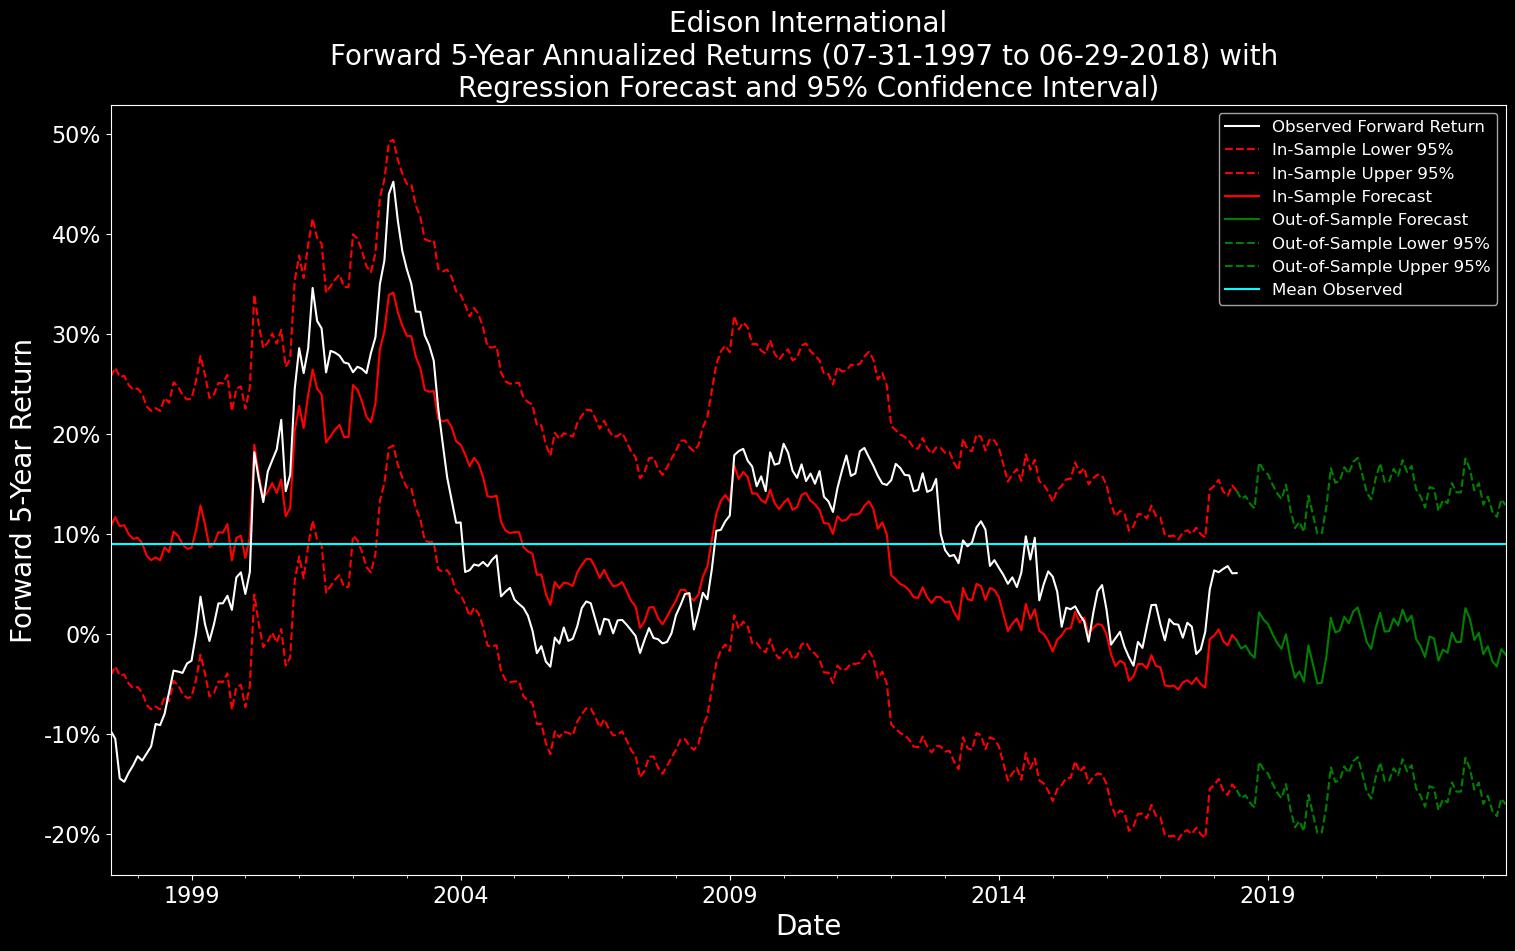 Edison International
Forward 5-Year Annualized Returns (07-31-1997 to 06-29-2018) with
Regression Forecast and 95% Confidence Interval)
Forward 5-Year Return
50%
40%
30%
20%
10%
0%
-10%
-20%
Observed Forward Return
In-Sample Lower 95%
In-Sample Upper 95%
In-Sample Forecast
Out-of-Sample Forecast
Out-of-Sample Lower 95%
Out-of-Sample Upper 95%
Mean Observed
1999 2004 2009 2014 2019
Date